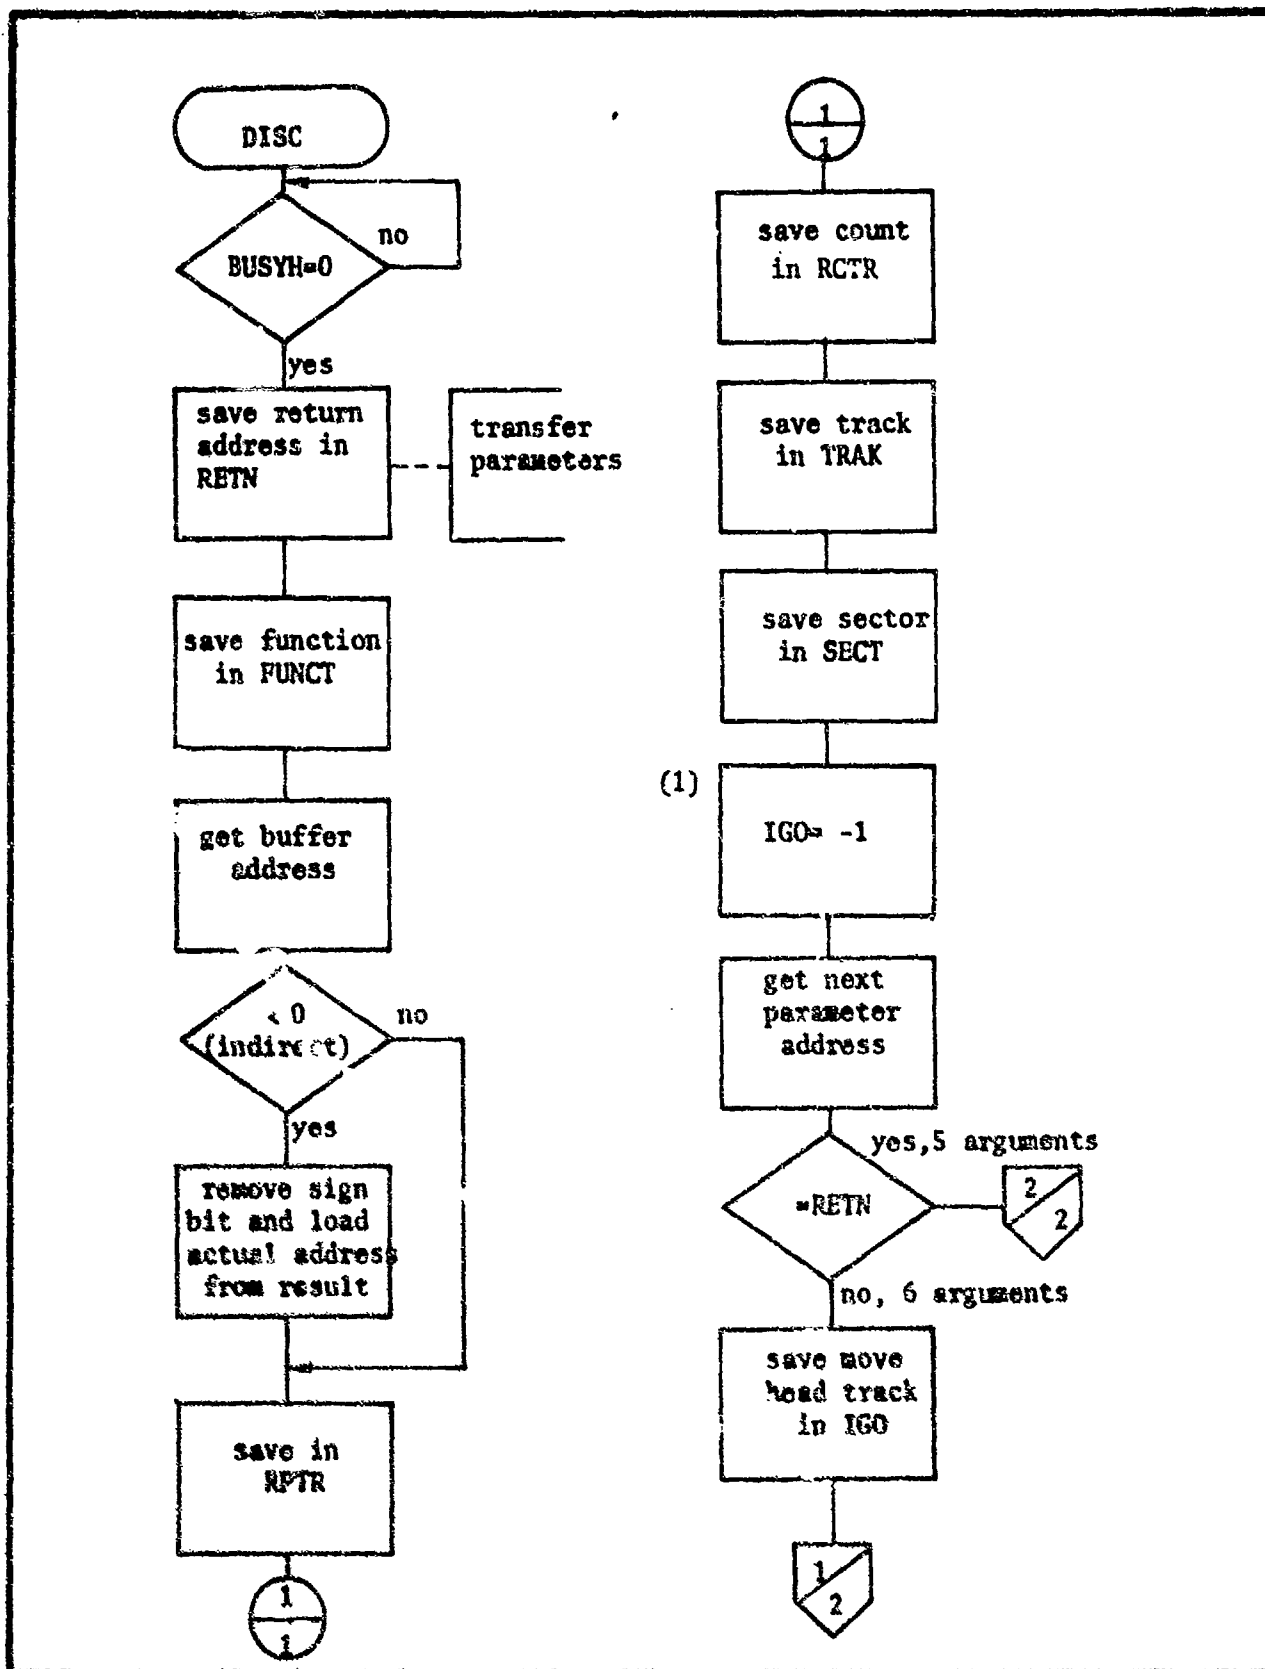 DISC
no
BUSYH=0
yes
save return
address in
RETN
transfer
parameters
save function
in FUNCT
get buffer
address
< 0
(indirect)
no
yes
remove sign
bit and load
actual address
from result
save in
RPTR
1
1
1
1
save count
in RCTR
save track
in TRAK
save sector
in SECT
(1)
IGO= -1
get next
parameter
address
yes,5 arguments
=RETN
2
2
no, 6 arguments
save move
head track
in IGO
1
2